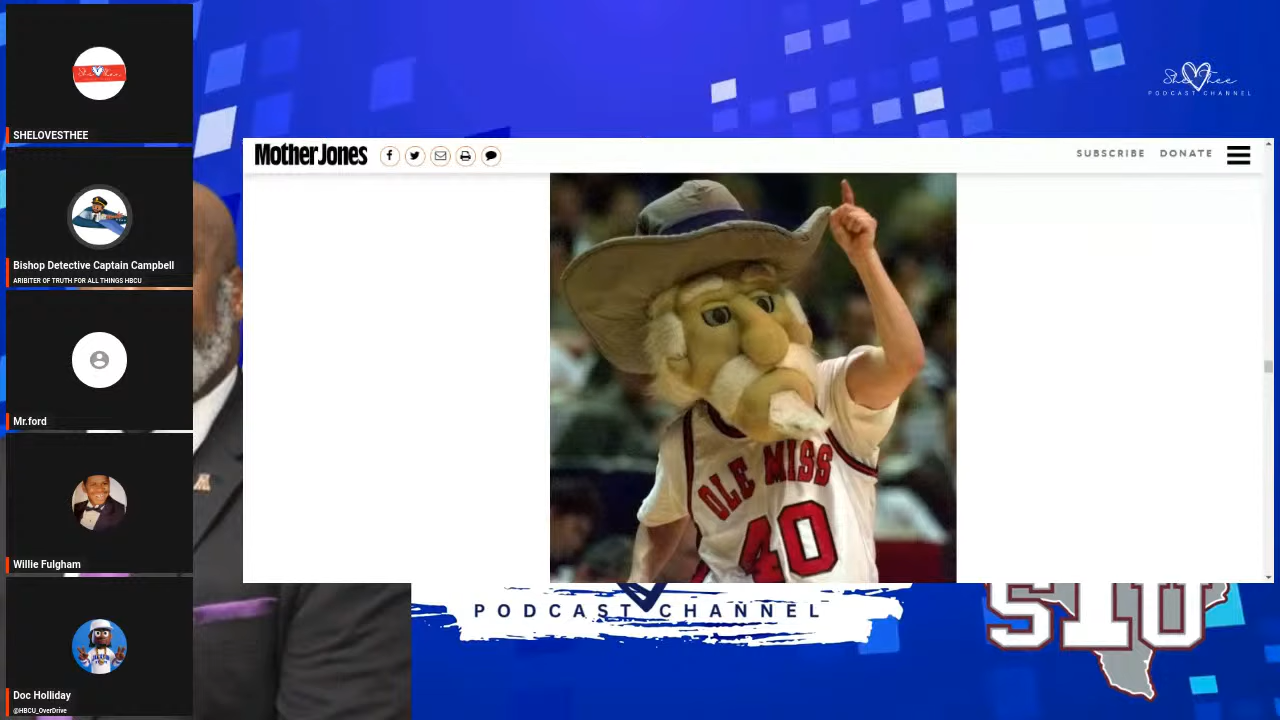 SHELOVESTHEE
Bishop Detective Captain Campbell
ARIBITER OF TRUTH FOR ALL THINGS HBCU
Mr.ford
Willie Fulgham
Doc Holliday
@HBCU_OverDrive
PODCAST CHANNEL
Mother Jones
SUBSCRIBE DONATE
OLE MISS
40
PODCAST CHANNEL